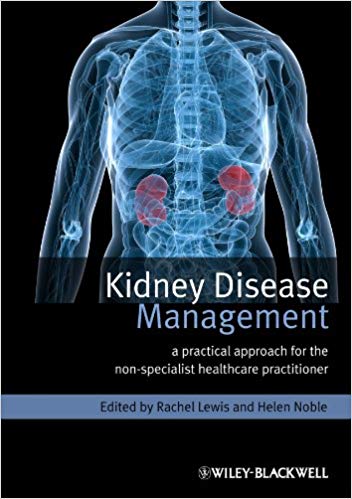 Kidney Disease
Management
a practical approach for the
non-specialist healthcare practitioner
Edited by Rachel Lewis and Helen Noble
WILEY-BLACKWELL